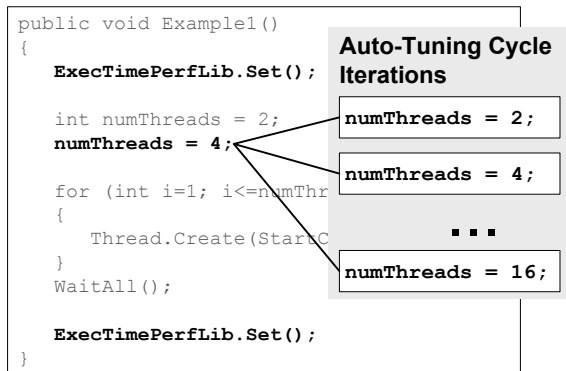 public void Example1()
{
ExecTimePerfLib.Set();
int numThreads = 2;
numThreads = 4;
for (int i=1; i<=numThr
{
Thread.Create(StartC
}
WaitAll();
ExecTimePerfLib.Set();
}
Auto-Tuning Cycle
Iterations
numThreads = 2;
numThreads = 4;
...
numThreads = 16;